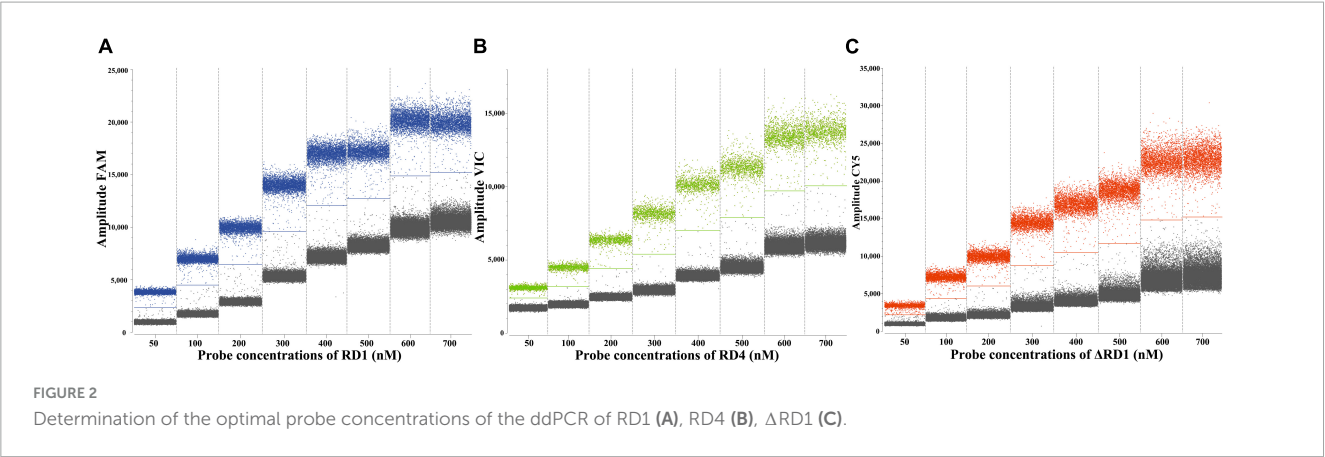 A
B
C
25,000
20,000
15,000
10,000
5,000
0
Amplitude FAM
50 100 200 300 400 500 600 700
Probe concentrations of RD1 (nM)
15,000
10,000
5,000
0
Amplitude VIC
50 100 200 300 400 500 600 700
Probe concentrations of RD4 (nM)
35,000
30,000
25,000
20,000
15,000
10,000
5,000
0
Amplitude CY5
50 100 200 300 400 500 600 700
Probe concentrations of ΔRD1 (nM)
FIGURE 2
Determination of the optimal probe concentrations of the ddPCR of RD1 (A), RD4 (B), ΔRD1 (C).